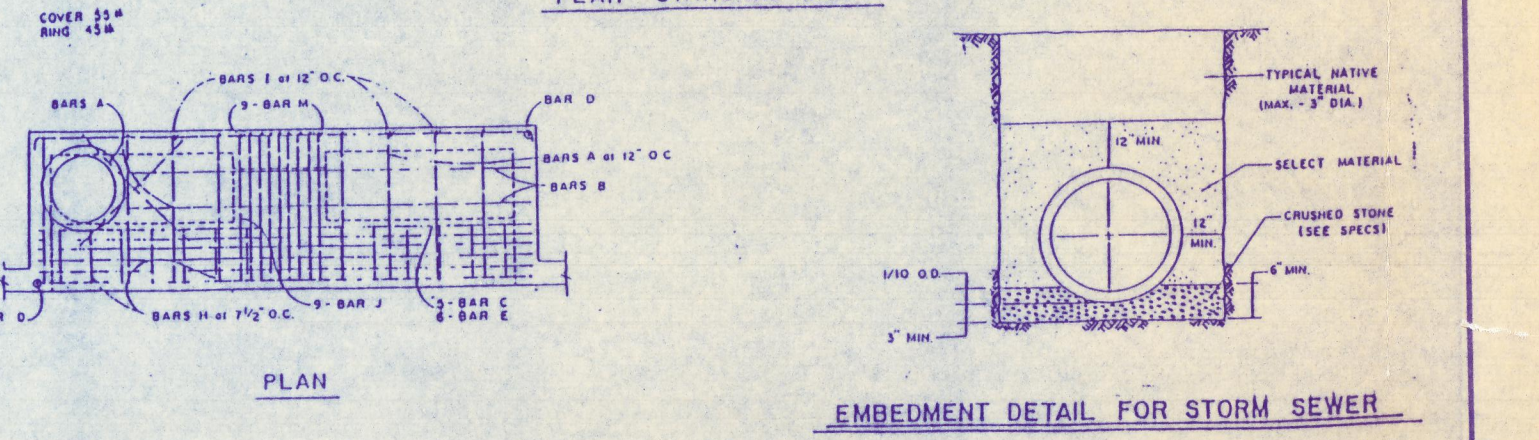 COVER 55#
RING 45#
BARS I at 12" O.C.
BARS A
9 - BAR M
BAR D
BARS A at 12" O C
BARS B
9 - BAR J
5 - BAR C
6 - BAR E
BARS H at 7 1/2" O.C.
R D
PLAN
TYPICAL NATIVE
MATERIAL
(MAX. - 3" DIA.)
12" MIN.
SELECT MATERIAL
12"
MIN.
CRUSHED STONE
(SEE SPECS)
1/10 O.D.
6" MIN.
3" MIN.
EMBEDMENT DETAIL FOR STORM SEWER